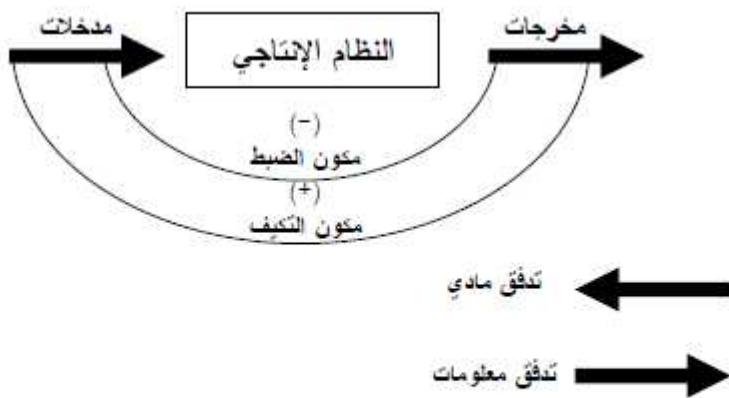 مدخلات
النظام الإنتاجي
مخرجات
(-)
مكون الضبط
(+)
مكون التكيف
تدفق مادي
تدفق معلومات